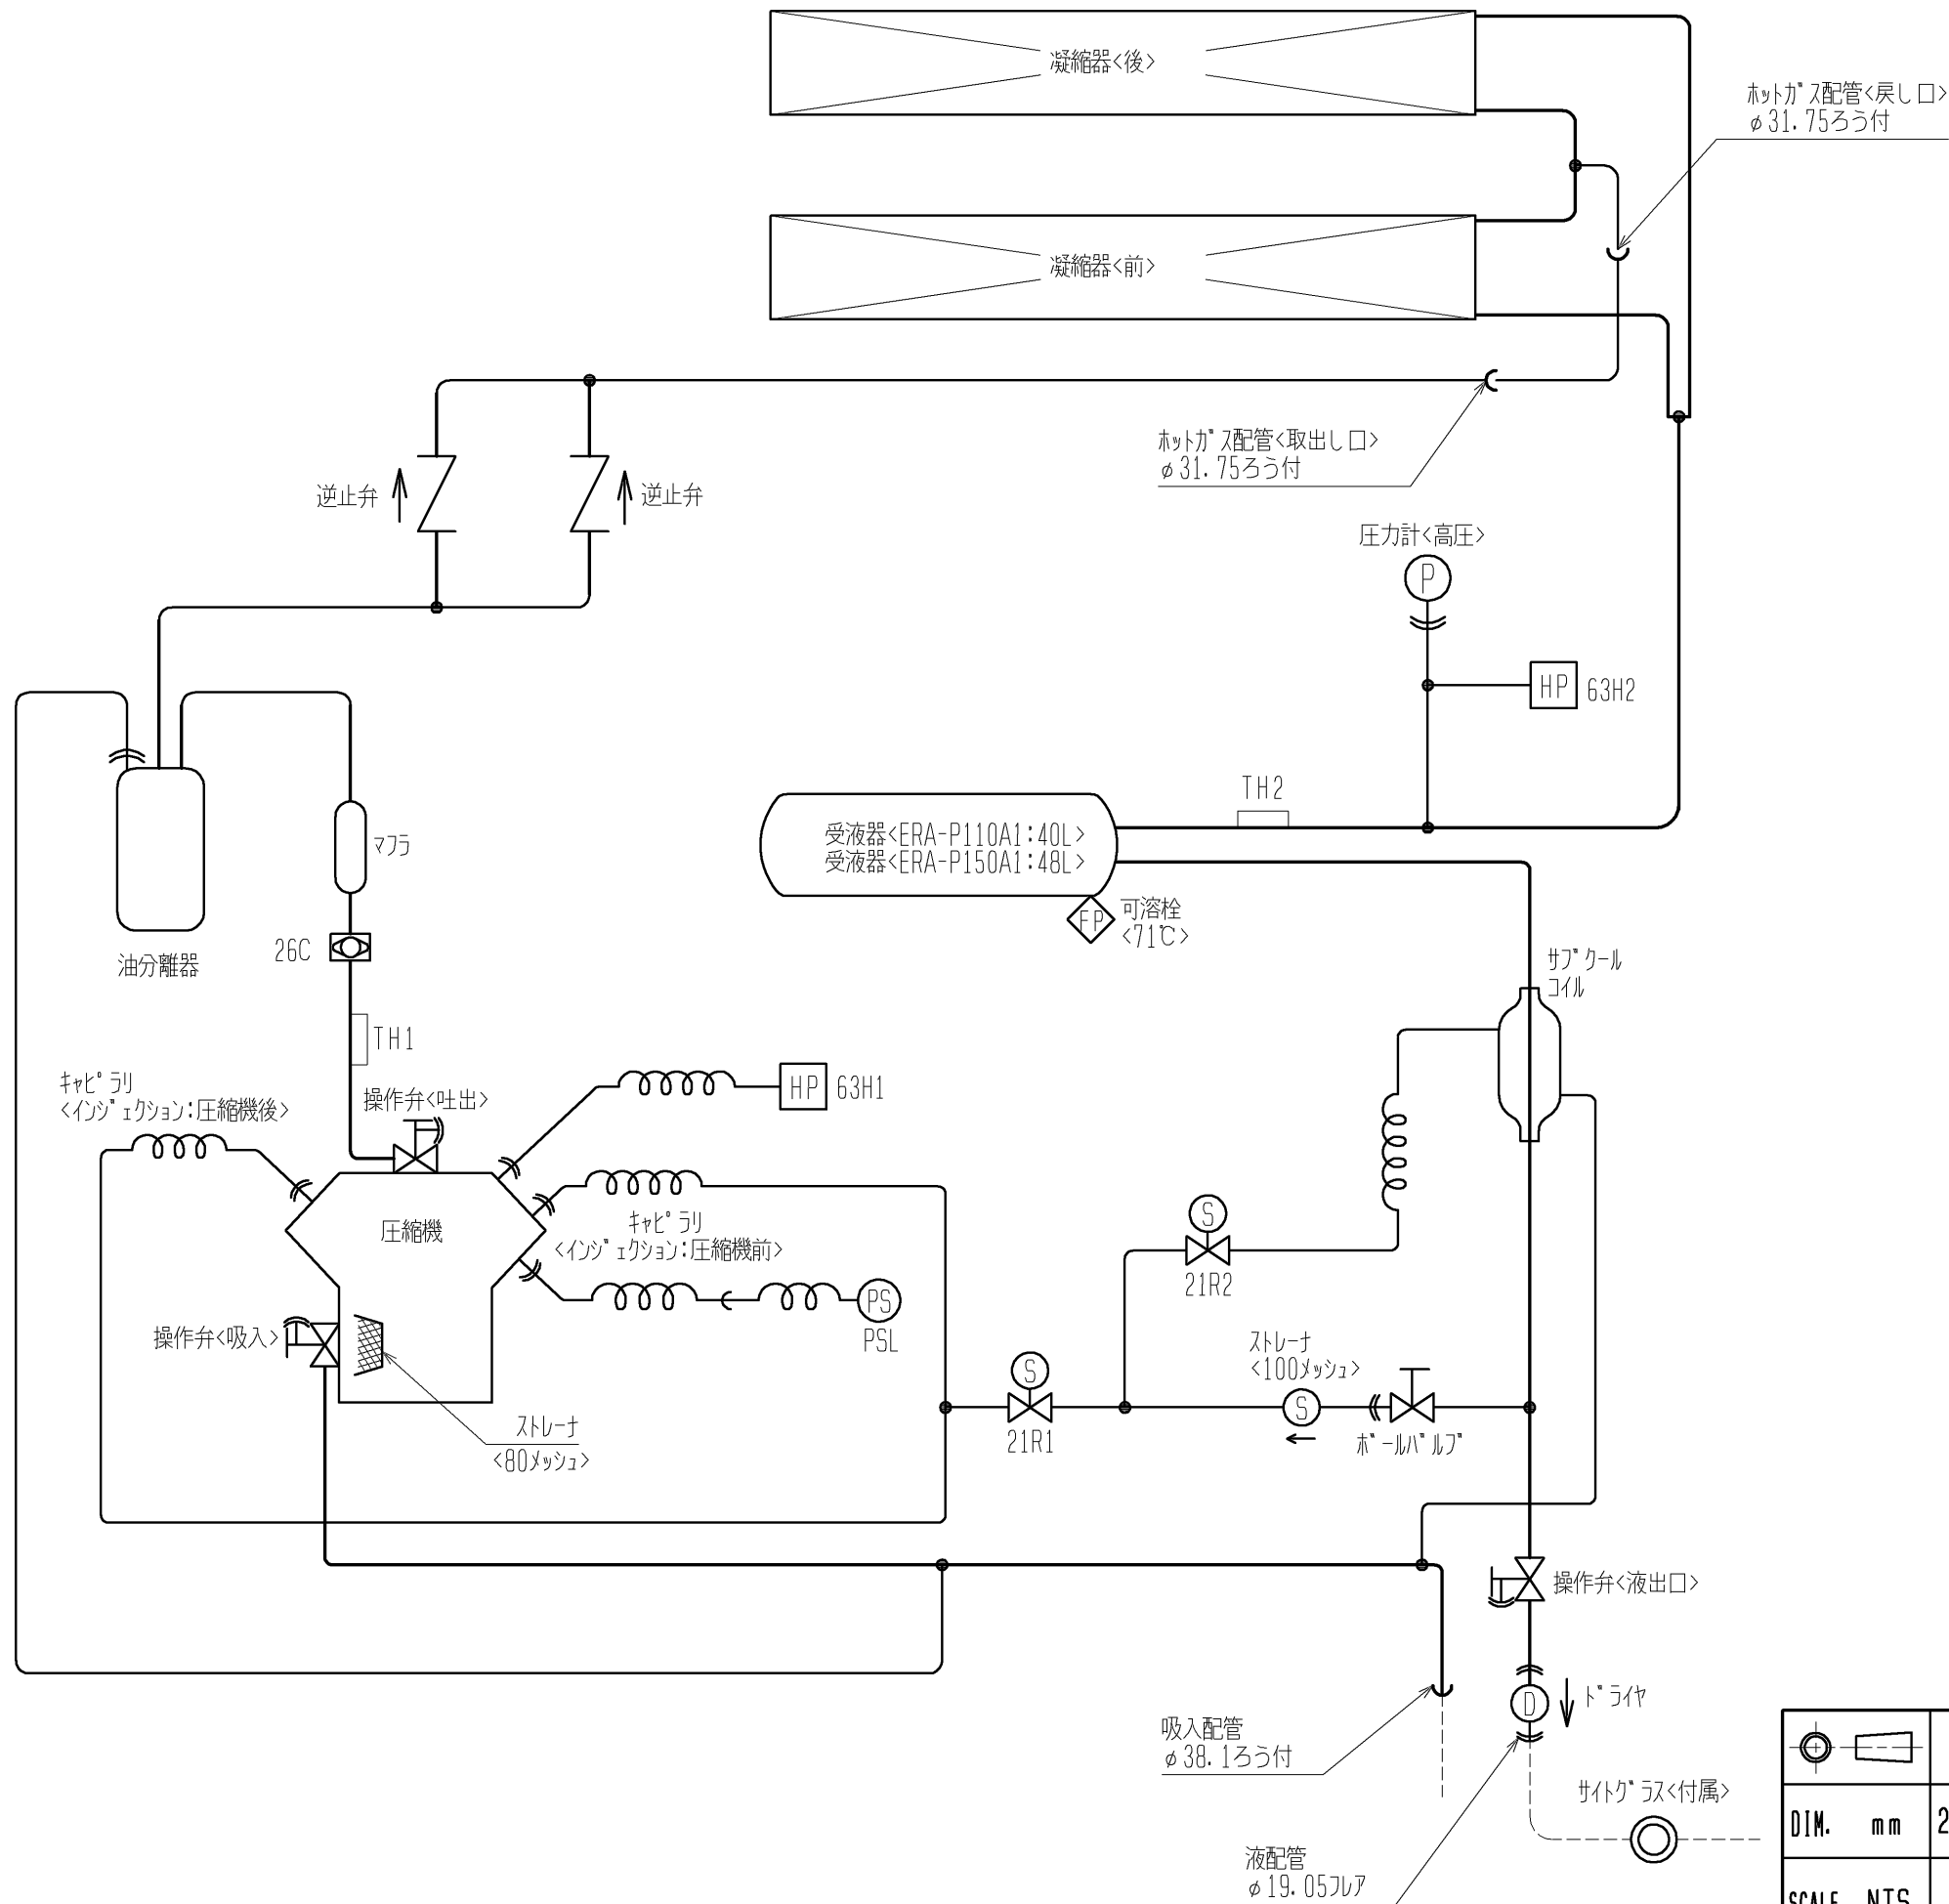 凝縮器<後>
ホットガス配管<戻し口>
φ31.75ろう付
凝縮器<前>
ホットガス配管<取出し口>
φ31.75ろう付
逆止弁
逆止弁
圧力計<高圧>
P
HP
63H2
TH2
受液器<ERA-P110A1:40L>
受液器<ERA-P150A1:48L>
マフラ
FP
可溶栓
<71℃>
26C
油分離器
サブクール
コイル
TH1
キャピラリ
<インジェクション:圧縮機後>
操作弁<吐出>
HP
63H1
圧縮機
キャピラリ
<インジェクション:圧縮機前>
S
21R2
PS
PSL
操作弁<吸入>
ストレーナ
<100メッシュ>
S
S
21R1
ボールバルブ
ストレーナ
<80メッシュ>
操作弁<液出口>
D
ドライヤ
吸入配管
φ38.1ろう付
サイトグラス<付属>
液配管
φ19.05フレア
DIM. mm
2
SCALE NTS